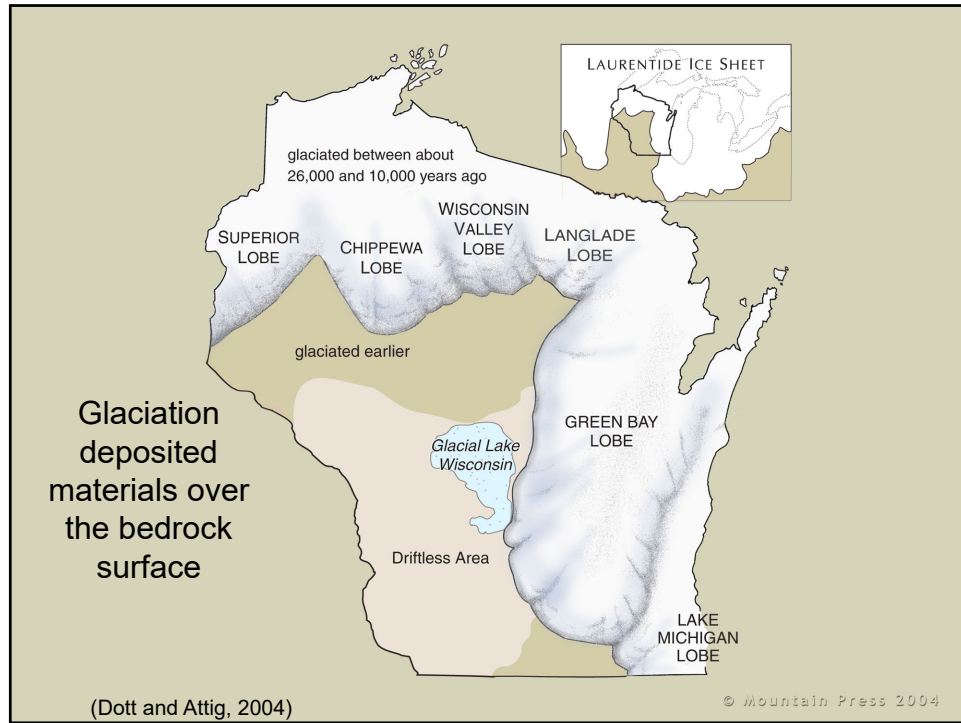 LAURENTIDE ICE SHEET
glaciated between about
26,000 and 10,000 years ago
SUPERIOR
LOBE
CHIPPEWA
LOBE
WISCONSIN
VALLEY
LOBE
LANGLADE
LOBE
glaciated earlier
Glaciation
deposited
materials over
the bedrock
surface
Glacial Lake
Wisconsin
GREEN BAY
LOBE
Driftless Area
LAKE
MICHIGAN
LOBE
(Dott and Attig, 2004)
© Mountain Press 2004